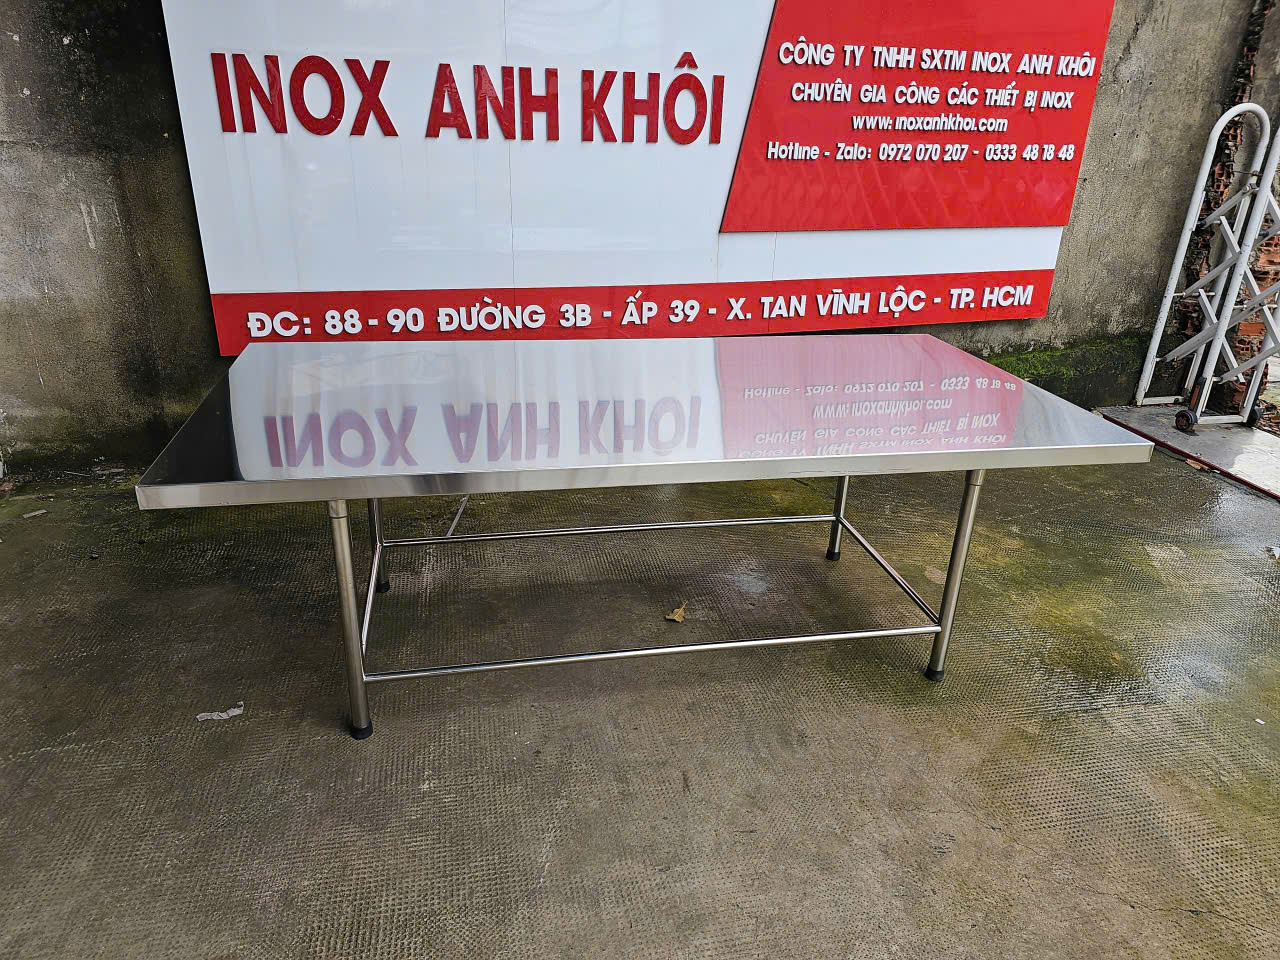 INOX ANH KHÔI
CÔNG TY TNHH SXTM INOX ANH KHÔI
CHUYÊN GIA CÔNG CÁC THIẾT BỊ INOX
www.inoxanhkhoi.com
Hotline - Zalo: 0972 070 207 - 0333 48 18 48
ĐC: 88 - 90 ĐƯỜNG 3B - ẤP 39 - X. TAN VĨNH LỘC - TP. HCM